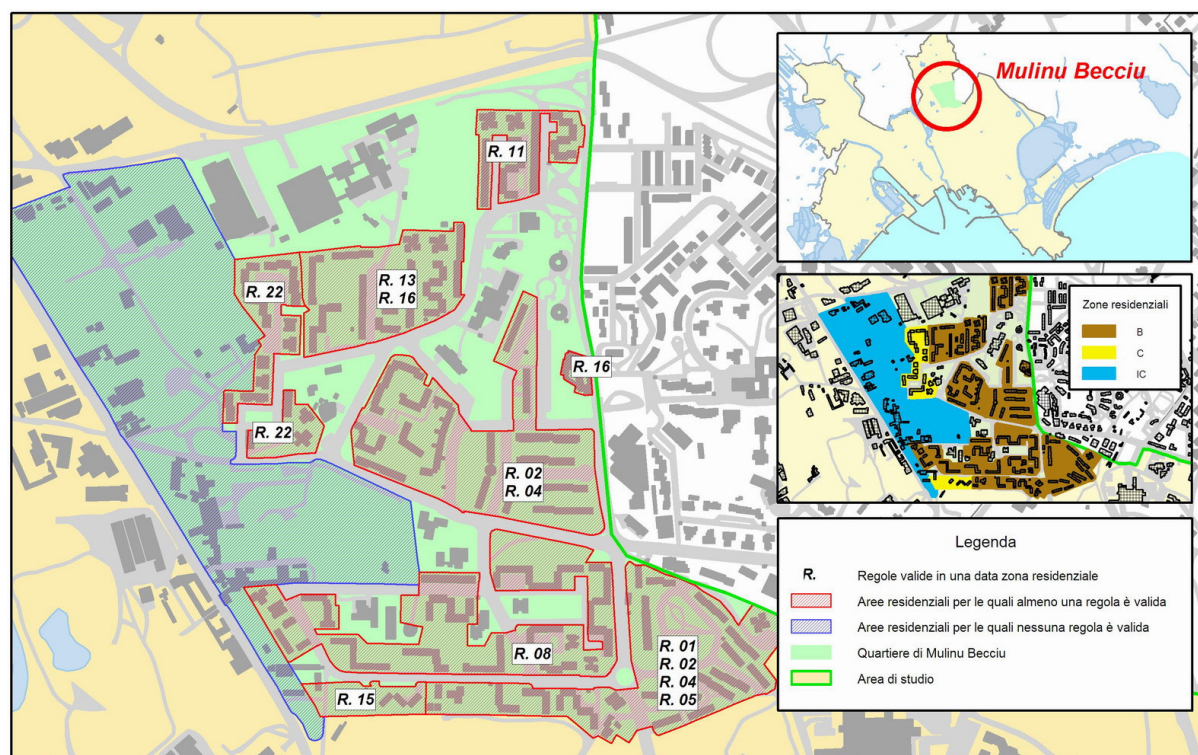 Mulinu Becciu
R. 11
R. 13
R. 16
R. 22
R. 16
R. 22
R. 02
R. 04
R. 08
R. 01
R. 02
R. 04
R. 05
R. 15
Zone residenziali
B
C
IC
Legenda
R. Regole valide in una data zona residenziale
Aree residenziali per le quali almeno una regola è valida
Aree residenziali per le quali nessuna regola è valida
Quartiere di Mulinu Becciu
Area di studio